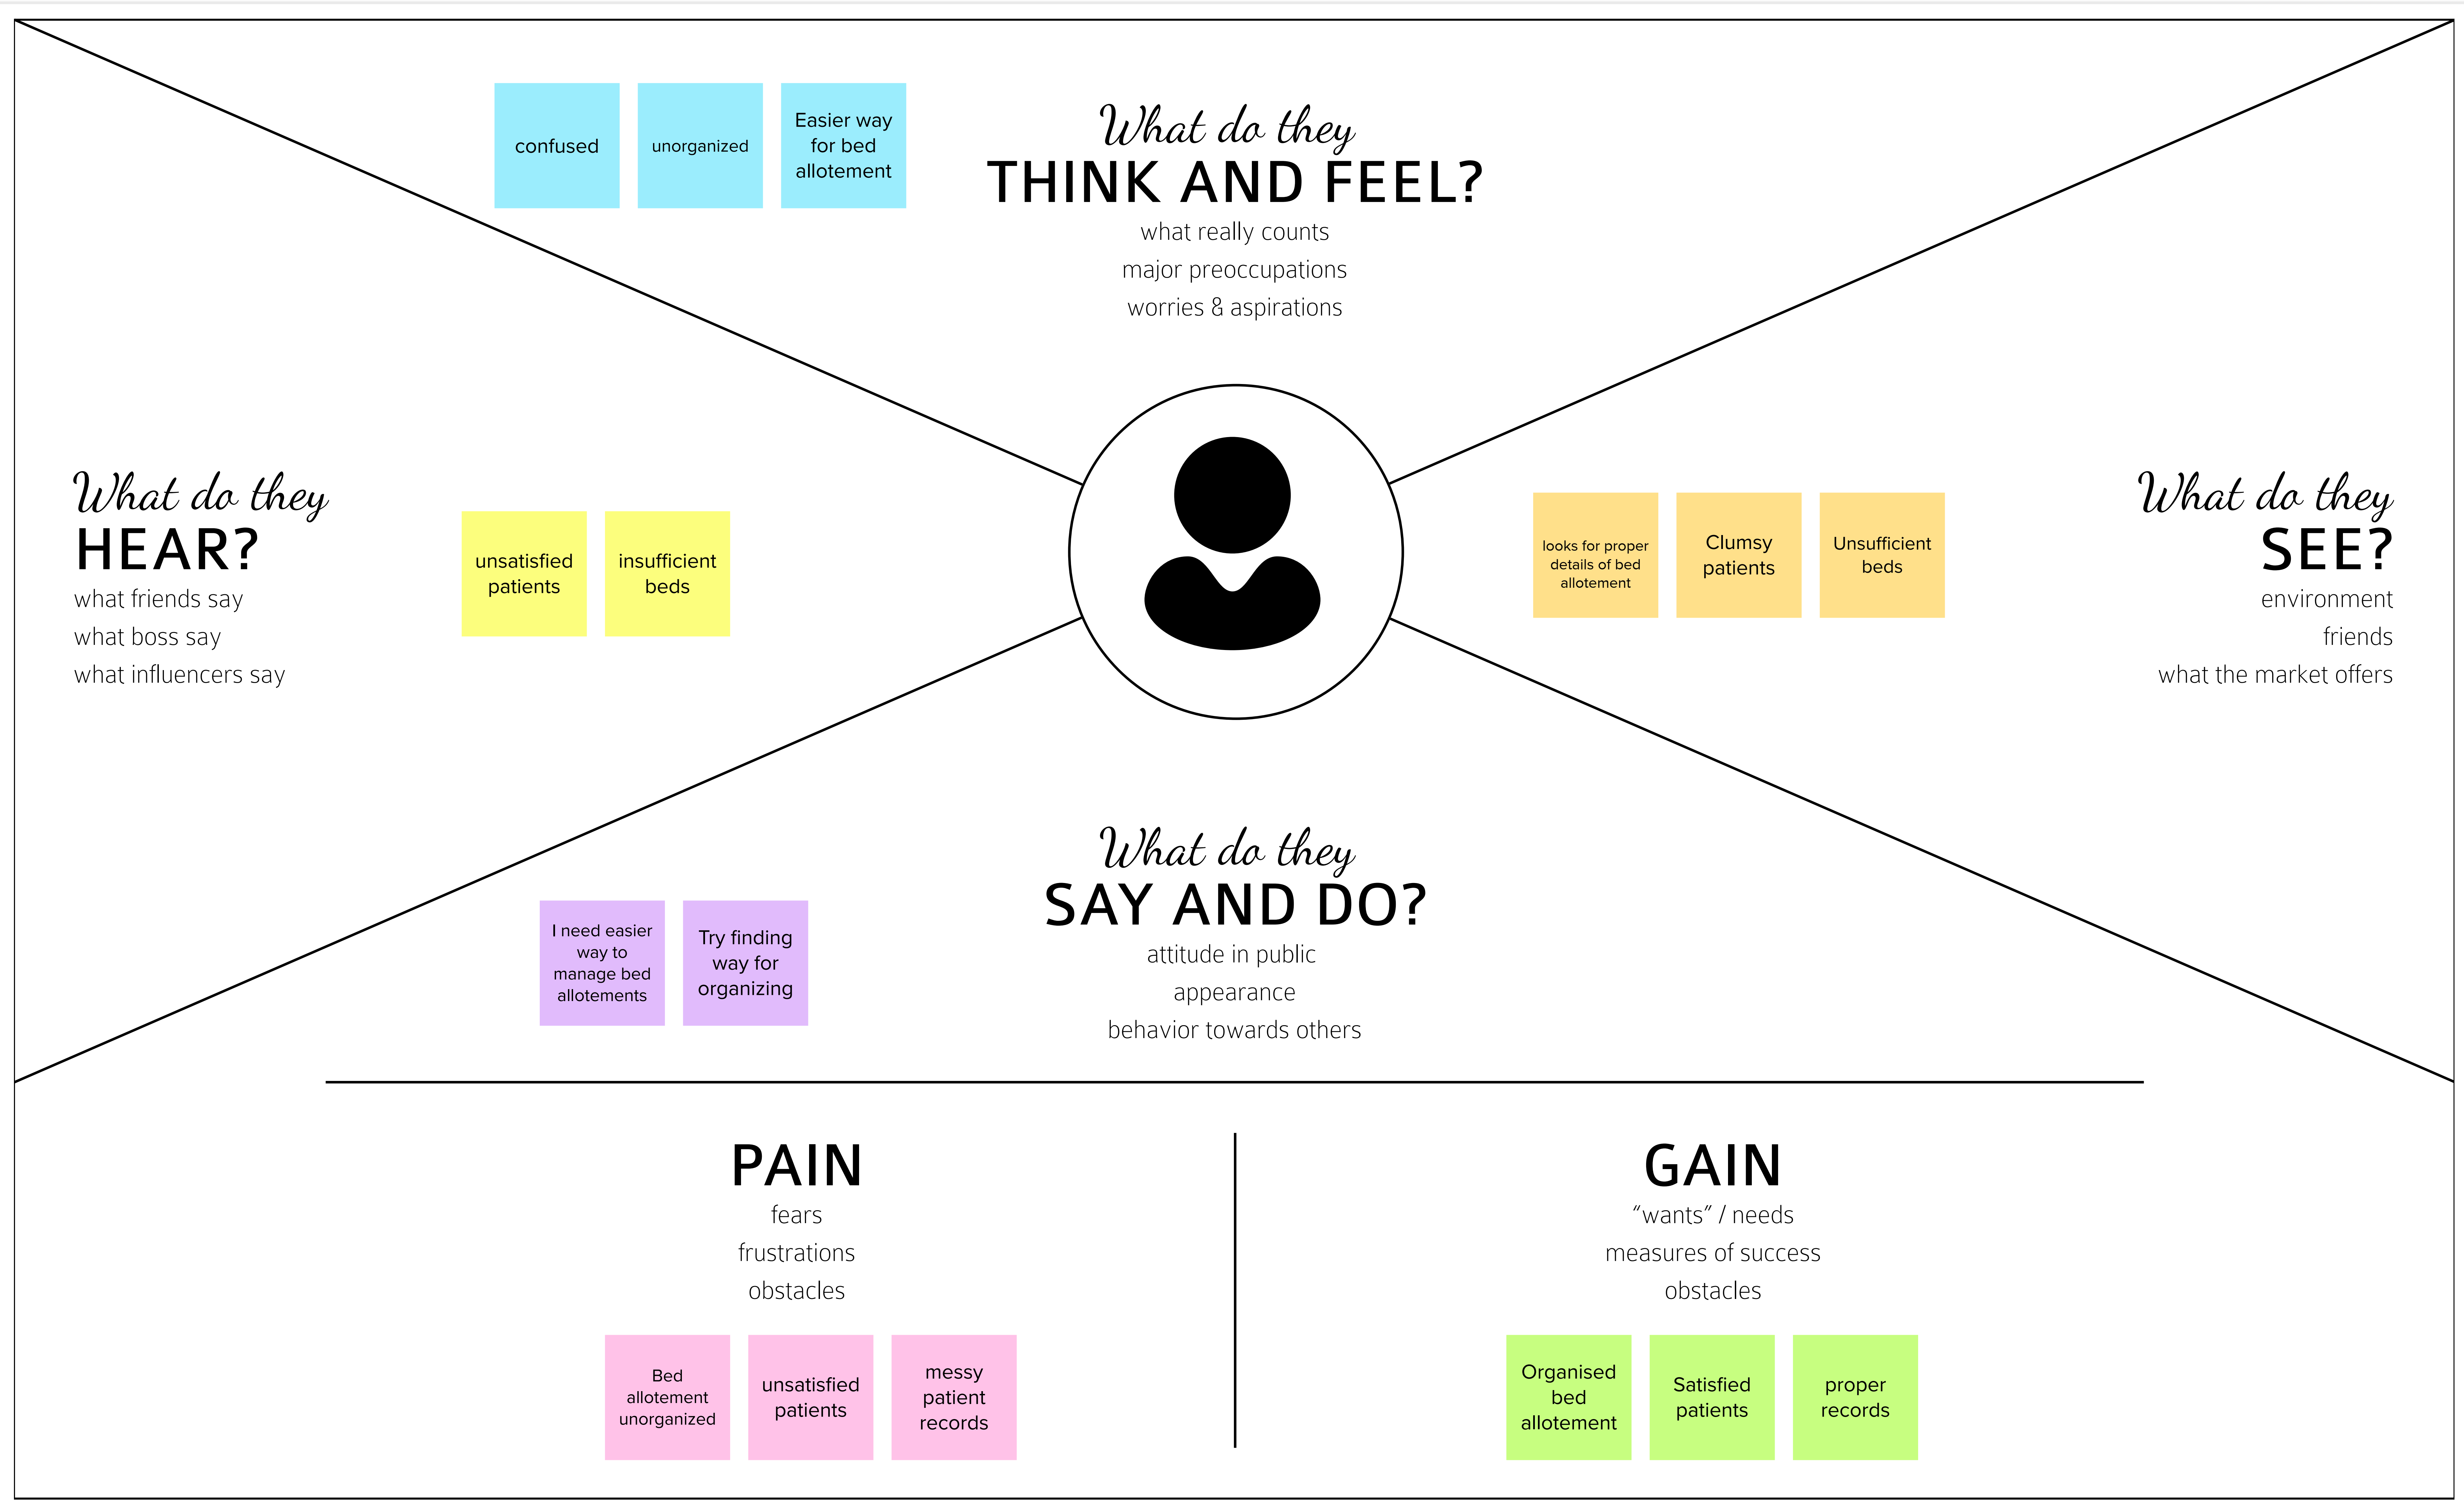 confused
unorganized
Easier way
for bed
allotement
What do they
THINK AND FEEL?
what really counts
major preoccupations
worries & aspirations
What do they
HEAR?
what friends say
what boss say
what influencers say
unsatisfied
patients
insufficient
beds
looks for proper
details of bed
allotement
Clumsy
patients
Unsufficient
beds
What do they
SEE?
environment
friends
what the market offers
What do they
SAY AND DO?
attitude in public
appearance
behavior towards others
I need easier
way to
manage bed
allotements
Try finding
way for
organizing
PAIN
fears
frustrations
obstacles
Bed
allotement
unorganized
unsatisfied
patients
messy
patient
records
GAIN
“wants” / needs
measures of success
obstacles
Organised
bed
allotement
Satisfied
patients
proper
records